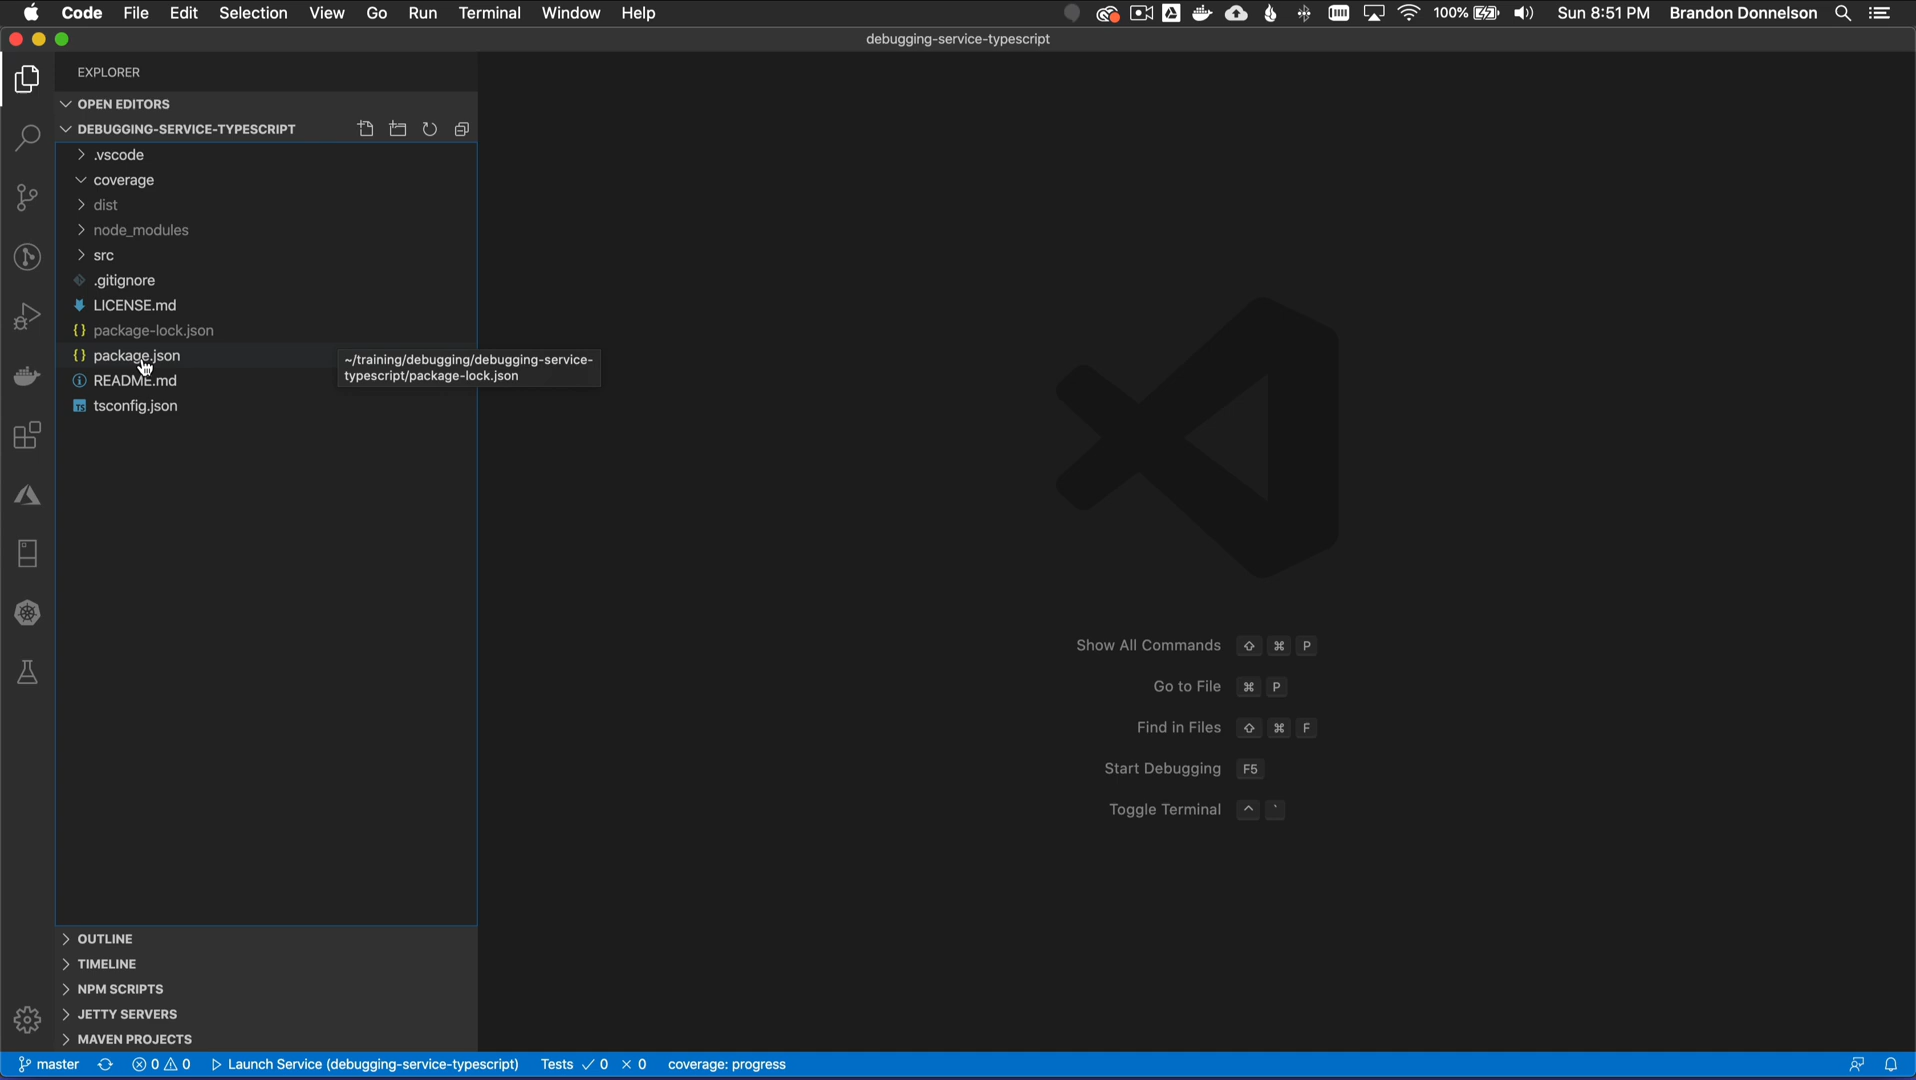 Code File Edit Selection View Go Run Terminal Window Help 100% Sun 8:51 PM Brandon Donnelson
debugging-service-typescript
EXPLORER
OPEN EDITORS
DEBUGGING-SERVICE-TYPESCRIPT
.vscode
coverage
dist
node_modules
src
.gitignore
LICENSE.md
{} package-lock.json
{} package.json
~/training/debugging/debugging-service-
typescript/package-lock.json
README.md
TS tsconfig.json
Show All Commands ⇧ ⌘ P
Go to File ⌘ P
Find in Files ⇧ ⌘ F
Start Debugging F5
Toggle Terminal ^ `
OUTLINE
TIMELINE
NPM SCRIPTS
JETTY SERVERS
MAVEN PROJECTS
master 0 0 Launch Service (debugging-service-typescript) Tests ✓ 0 × 0 coverage: progress